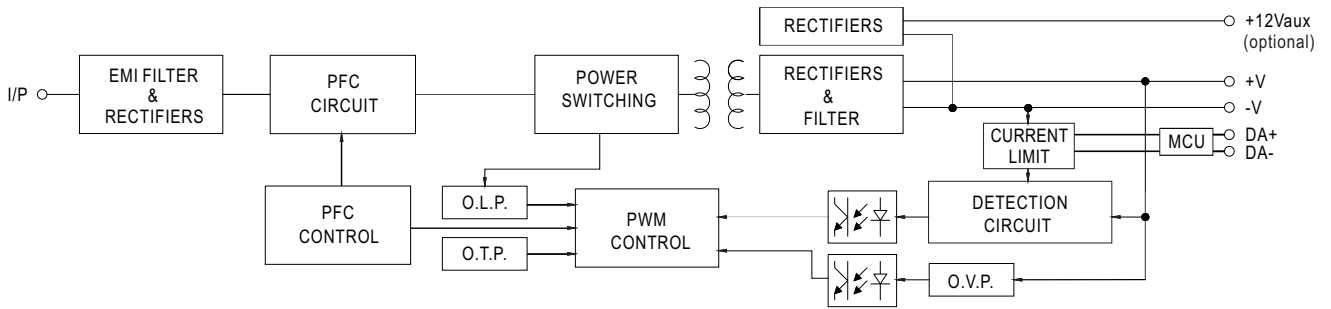 RECTIFIERS
+12Vaux
(optional)
I/P
EMI FILTER
&
RECTIFIERS
PFC
CIRCUIT
POWER
SWITCHING
RECTIFIERS
&
FILTER
+V
-V
CURRENT
LIMIT
MCU
DA+
DA-
PFC
CONTROL
O.L.P.
O.T.P.
PWM
CONTROL
DETECTION
CIRCUIT
O.V.P.